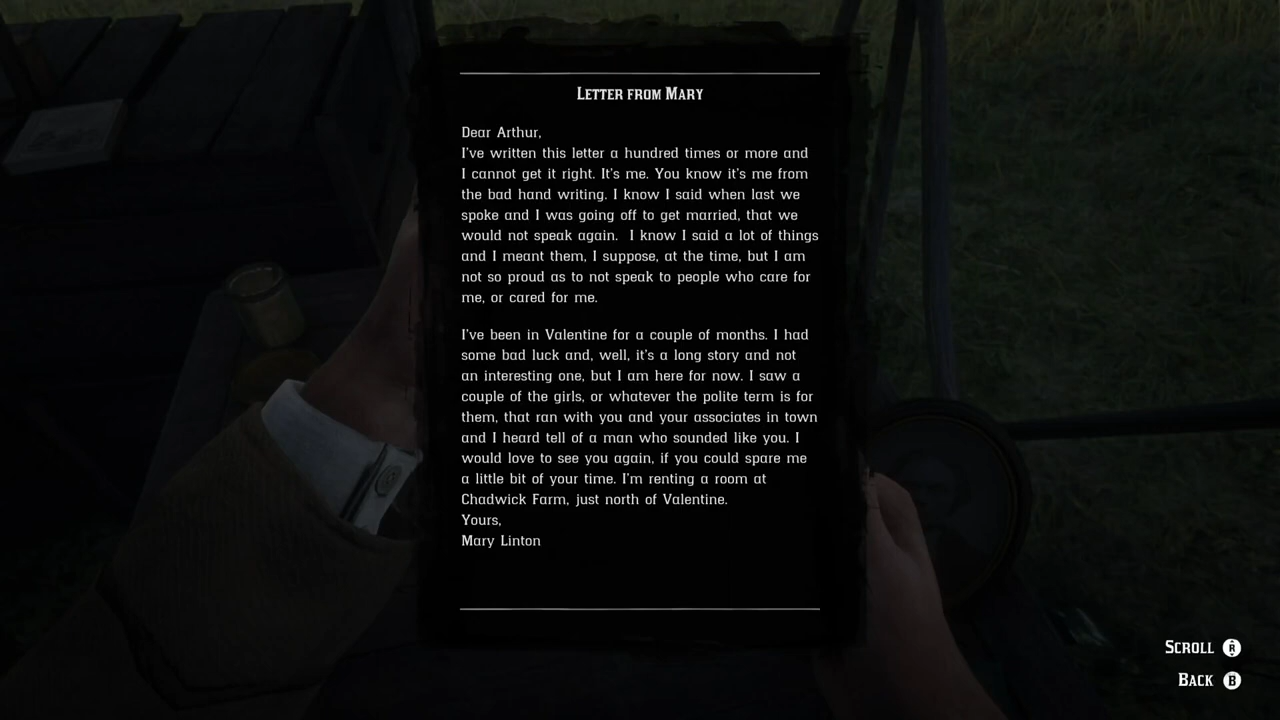 Letter from Mary
Dear Arthur,
I've written this letter a hundred times or more and
I cannot get it right. It's me. You know it's me from
the bad hand writing. I know I said when last we
spoke and I was going off to get married, that we
would not speak again.  I know I said a lot of things
and I meant them, I suppose, at the time, but I am
not so proud as to not speak to people who care for
me, or cared for me.
I've been in Valentine for a couple of months. I had
some bad luck and, well, it's a long story and not
an interesting one, but I am here for now. I saw a
couple of the girls, or whatever the polite term is for
them, that ran with you and your associates in town
and I heard tell of a man who sounded like you. I
would love to see you again, if you could spare me
a little bit of your time. I'm renting a room at
Chadwick Farm, just north of Valentine.
Yours,
Mary Linton
Scroll R
Back B